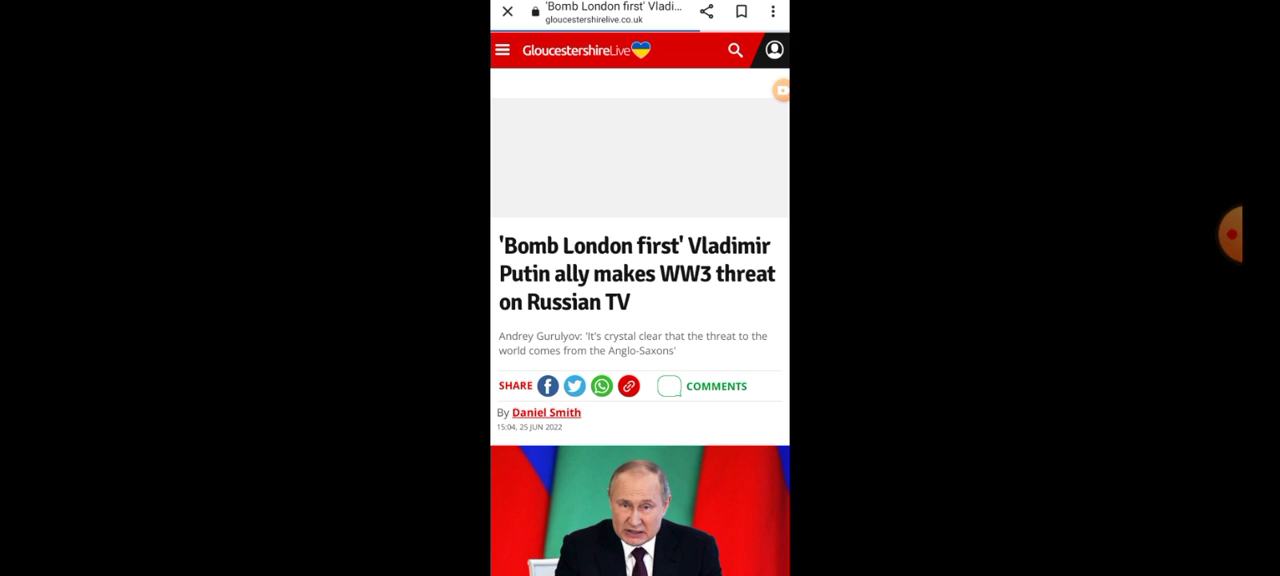 'Bomb London first' Vladi...
gloucestershirelive.co.uk
GloucestershireLive
'Bomb London first' Vladimir
Putin ally makes WW3 threat
on Russian TV
Andrey Gurulyov: 'It's crystal clear that the threat to the
world comes from the Anglo-Saxons'
SHARE COMMENTS
By Daniel Smith
15:04, 25 JUN 2022